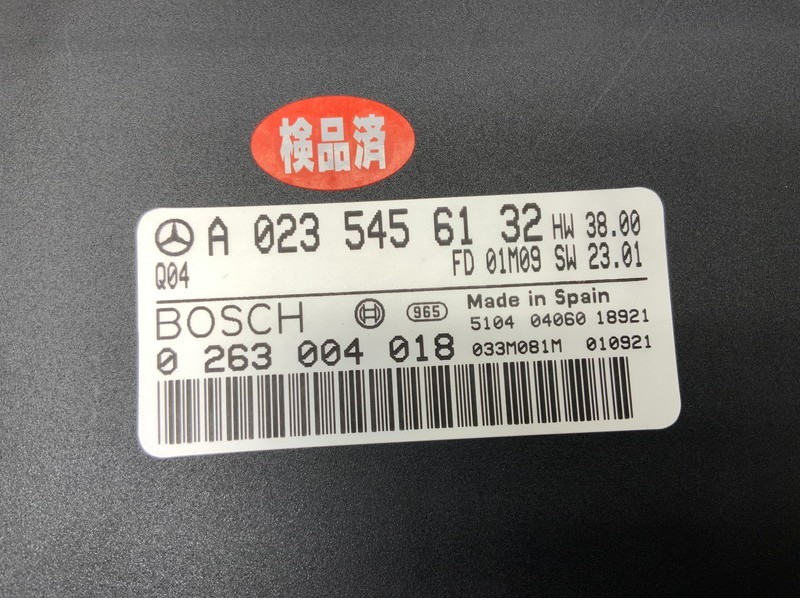 検品済
A 023 545 61 32 HW 38.00
Q04 FD 01M09 SW 23.01
BOSCH 965 Made in Spain
5104 04060 18921
0 263 004 018 033M081M 010921